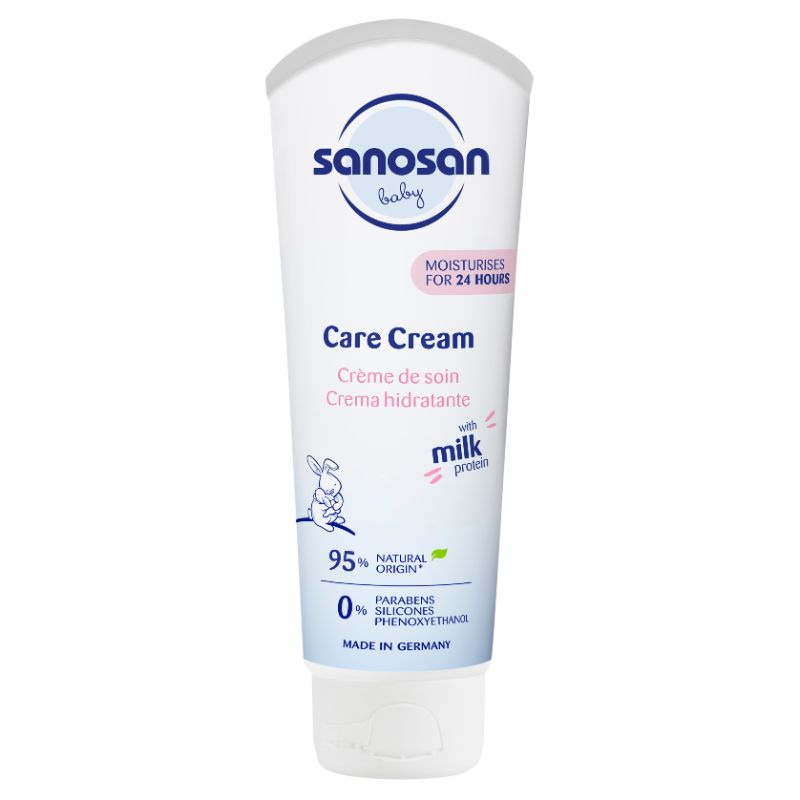 sanosan
baby
MOISTURISES
FOR 24 HOURS
Care Cream
Crème de soin
Crema hidratante
with
milk
protein
95% NATURAL
ORIGIN*
0% PARABENS
SILICONES
PHENOXYETHANOL
MADE IN GERMANY